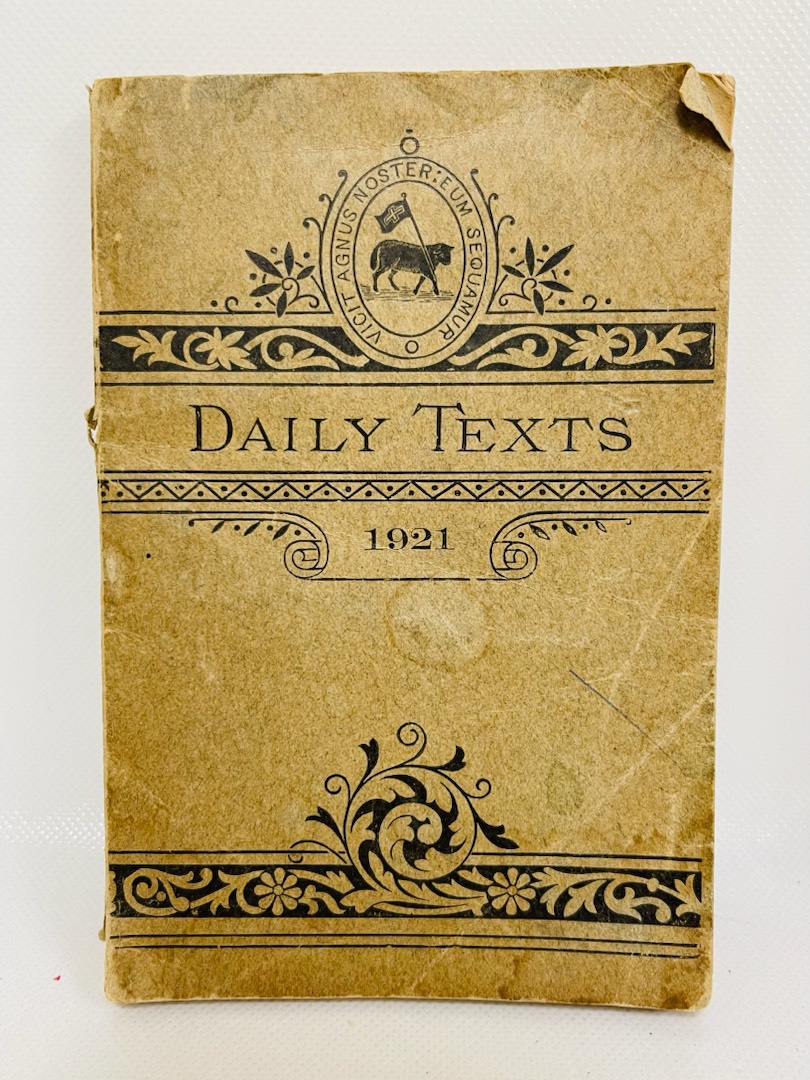 VICIT AGNUS NOSTER: EUM SEQUAMUR
DAILY TEXTS
1921